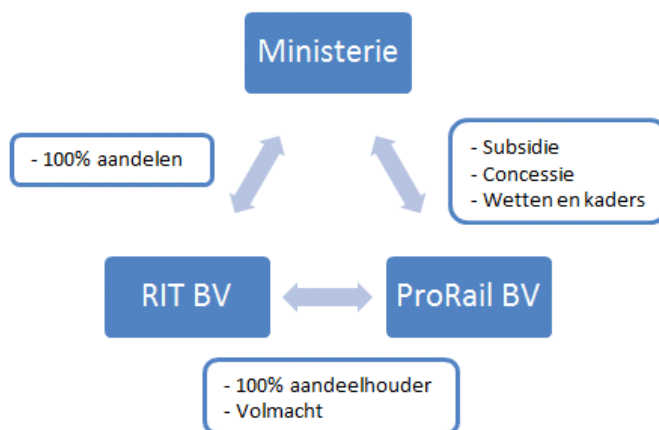 Ministerie
- 100% aandelen
- Subsidie
- Concessie
- Wetten en kaders
RIT BV
ProRail BV
- 100% aandeelhouder
- Volmacht